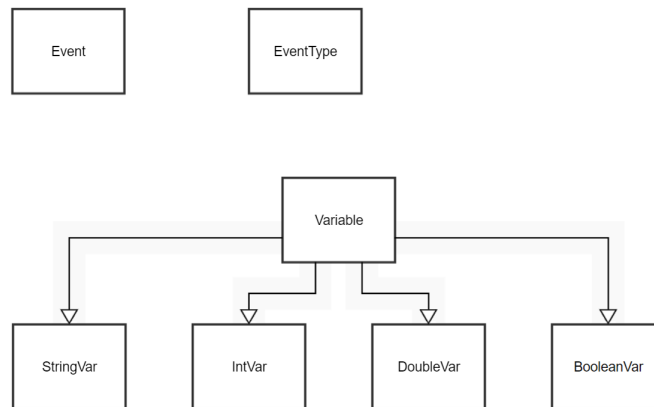 Event
EventType
Variable
StringVar
IntVar
DoubleVar
BooleanVar